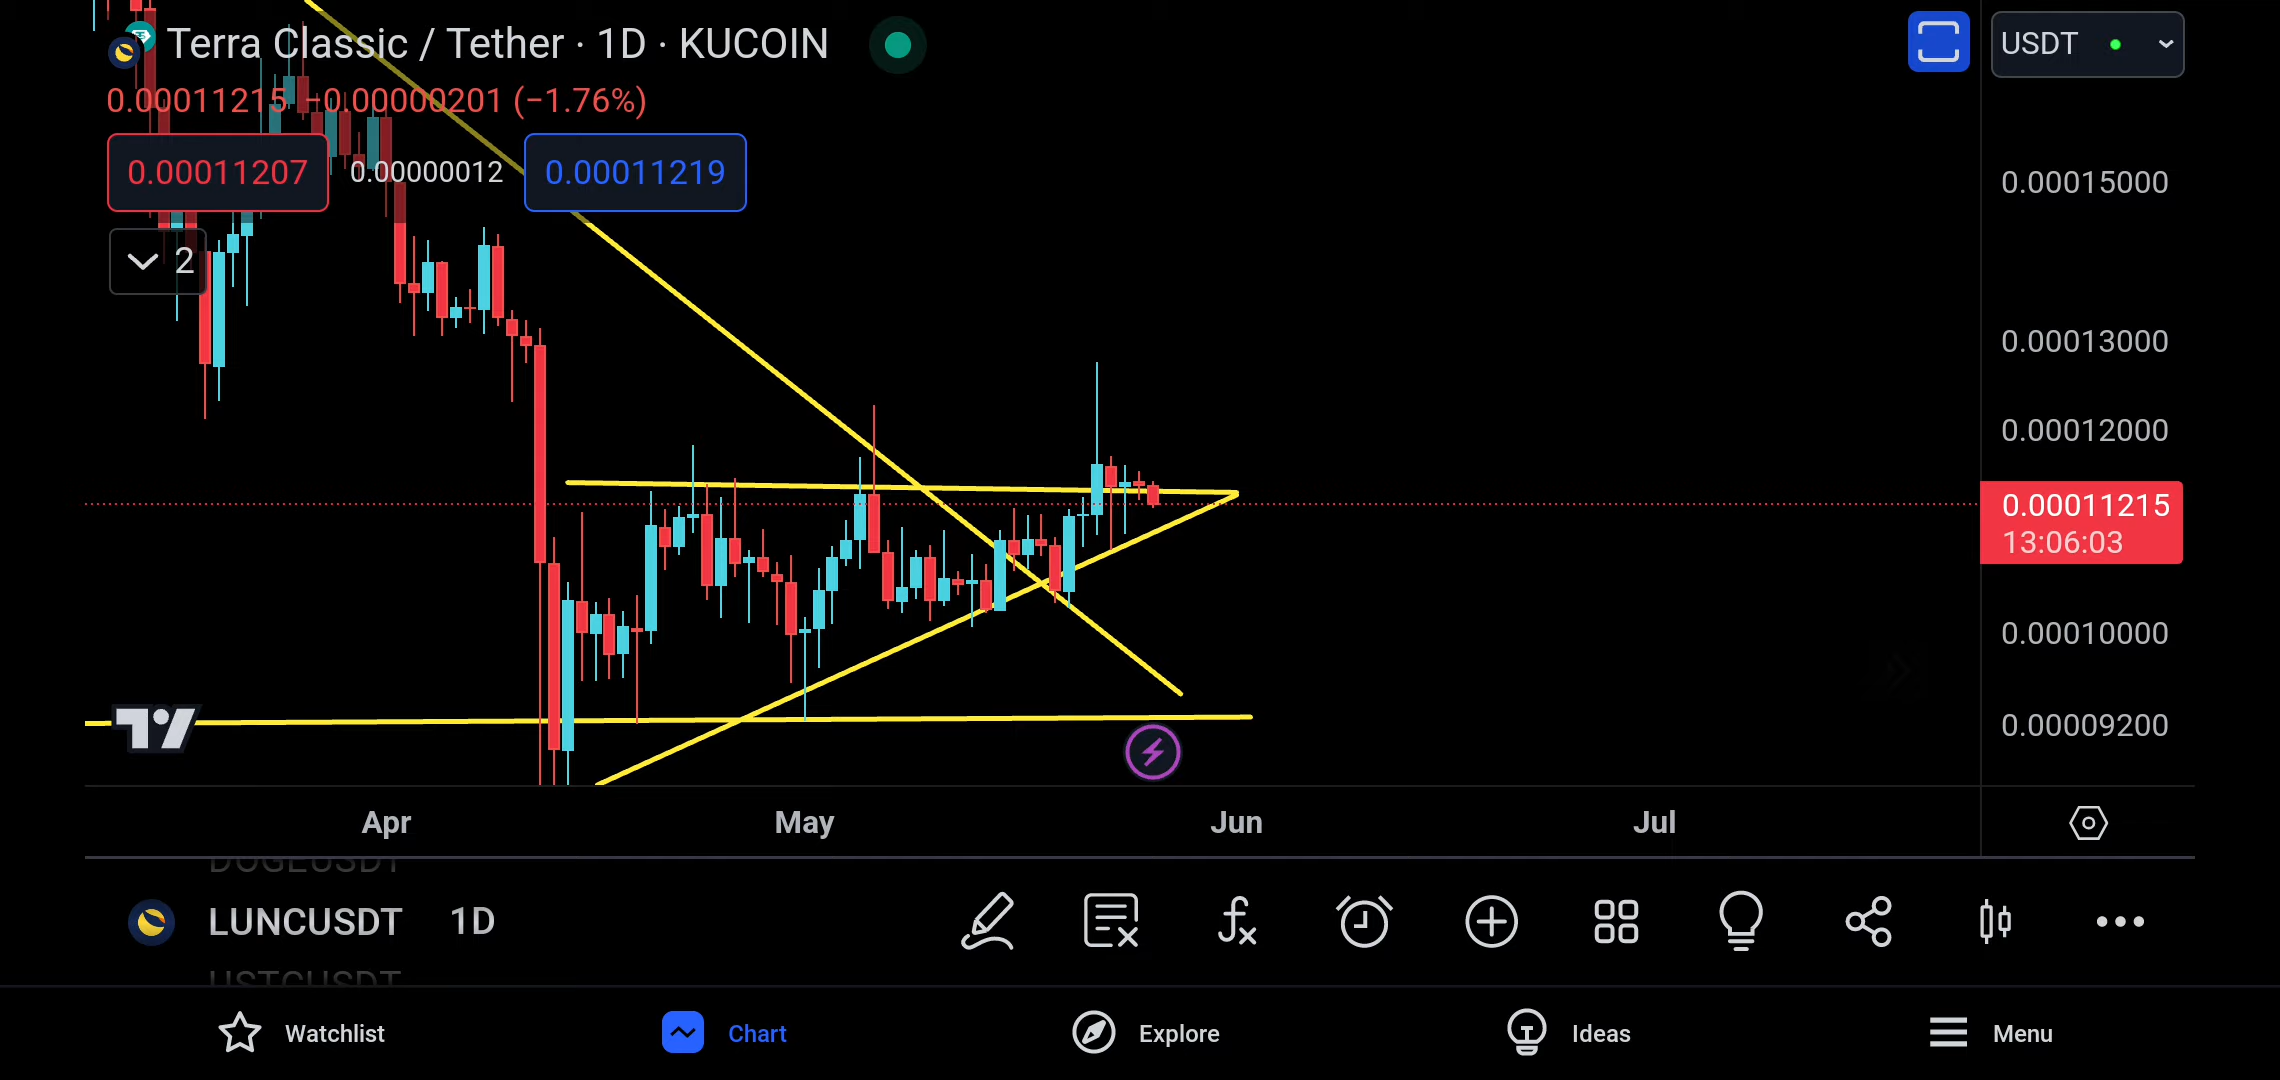 Terra Classic / Tether · 1D · KUCOIN
USDT
0.00011215 −0.00000201 (−1.76%)
0.00011207 0.00000012 0.00011219
2
0.00015000
0.00013000
0.00012000
0.00011215
13:06:03
0.00010000
0.00009200
Apr May Jun Jul
DOGEUSDT
LUNCUSDT 1D
USTCUSDT
Watchlist Chart Explore Ideas Menu